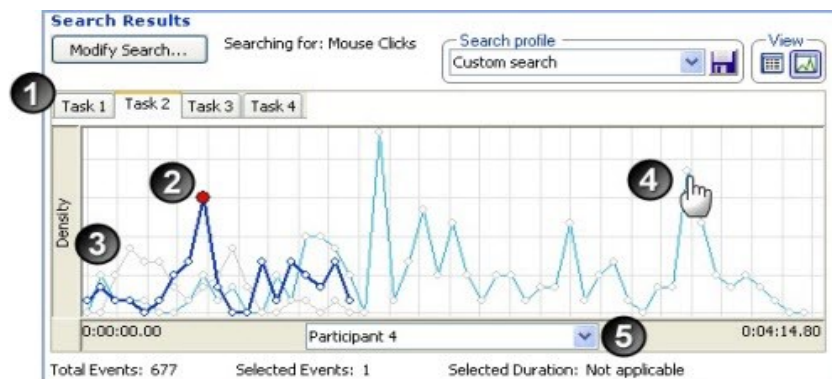 Search Results
Modify Search...
Searching for: Mouse Clicks
Search profile
Custom search
View
1
Task 1 Task 2 Task 3 Task 4
2
4
3
Density
0:00:00.00
Participant 4
5
0:04:14.80
Total Events: 677 Selected Events: 1 Selected Duration: Not applicable